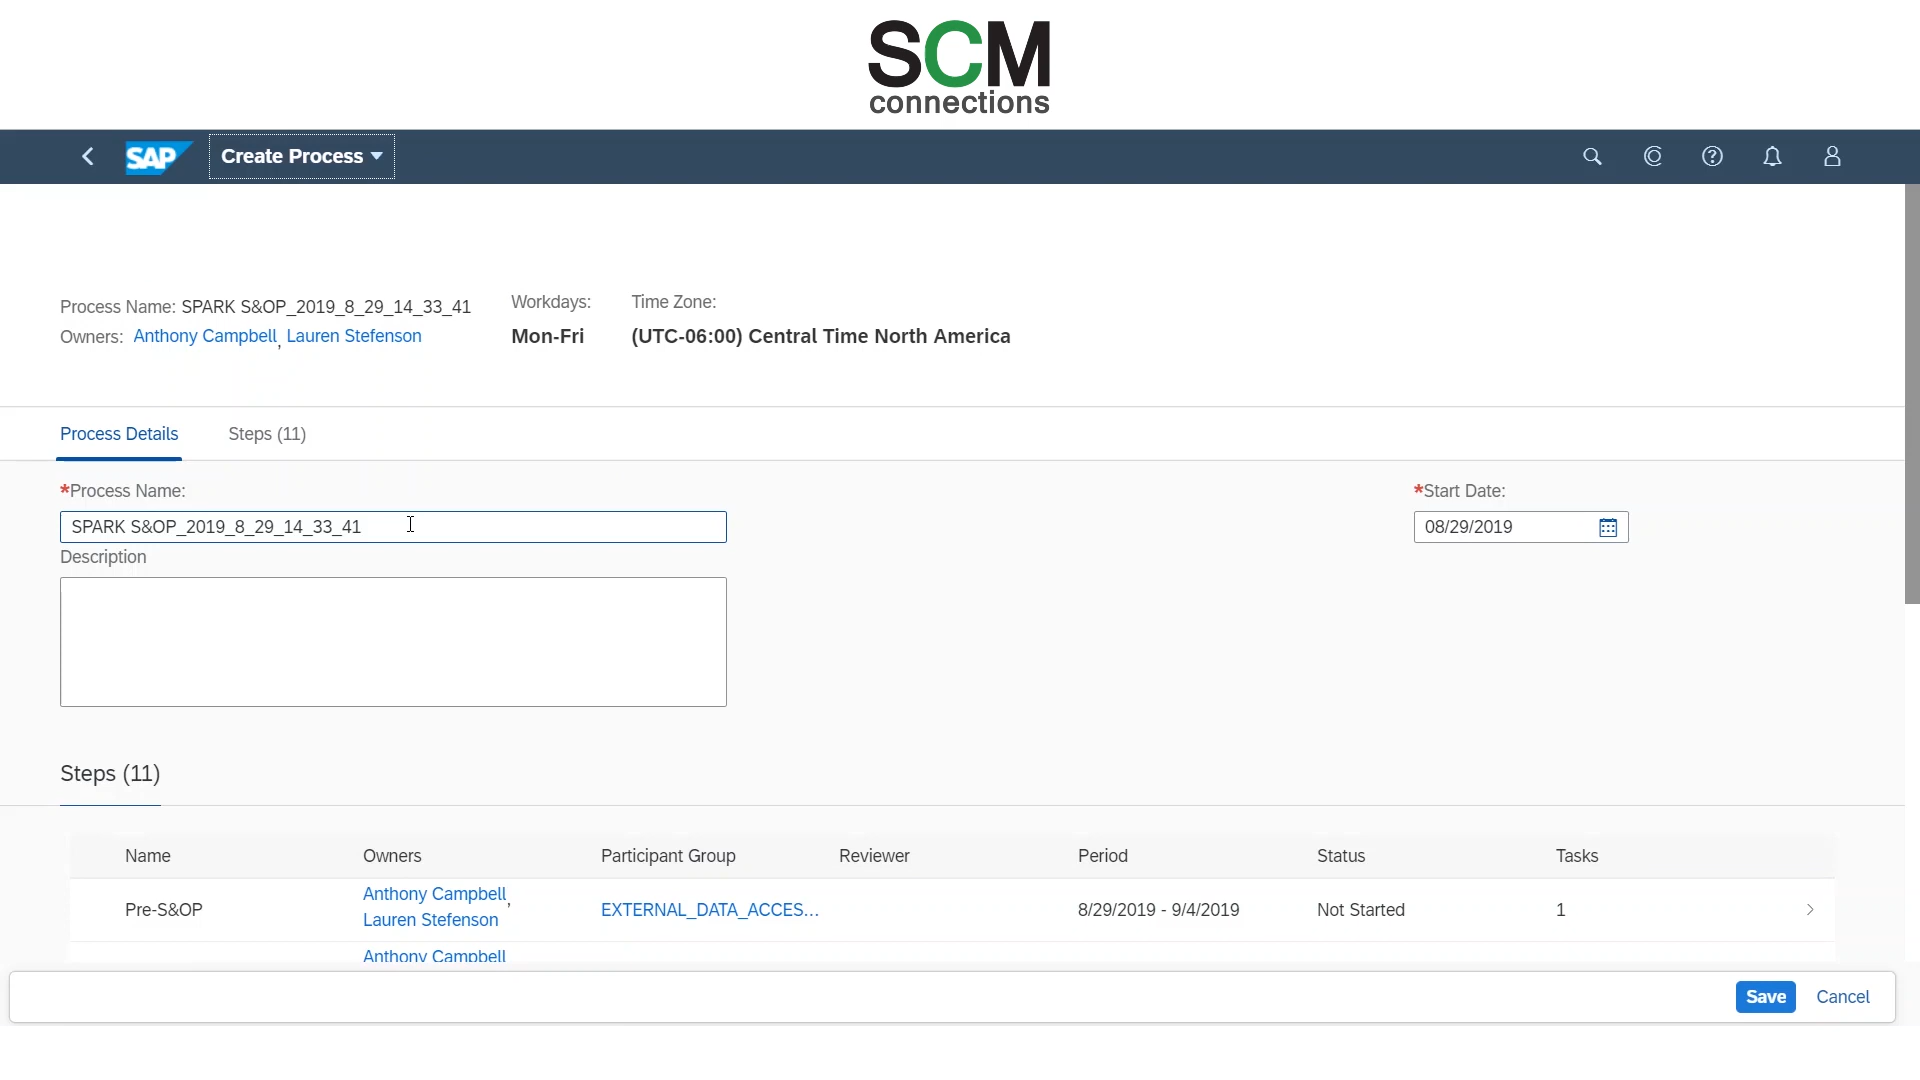 SCM
connections
SAP Create Process
Process Name: SPARK S&OP_2019_8_29_14_33_41
Owners: Anthony Campbell, Lauren Stefenson
Workdays:
Mon-Fri
Time Zone:
(UTC-06:00) Central Time North America
Process Details Steps (11)
*Process Name:
SPARK S&OP_2019_8_29_14_33_41
*Start Date:
08/29/2019
Description
Steps (11)
Name Owners Participant Group Reviewer Period Status Tasks
Pre-S&OP Anthony Campbell, Lauren Stefenson EXTERNAL_DATA_ACCES... 8/29/2019 - 9/4/2019 Not Started 1
Anthony Campbell
Save Cancel